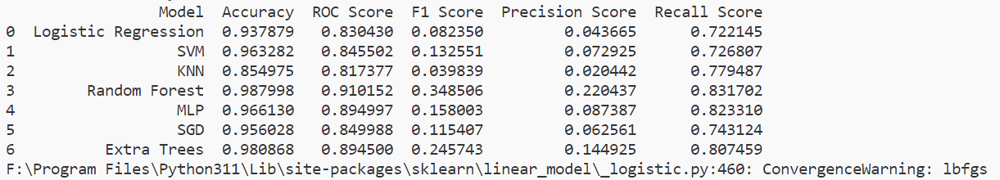 Model Accuracy ROC Score F1 Score Precision Score Recall Score
0 Logistic Regression 0.937879 0.830430 0.082350 0.043665 0.722145
1 SVM 0.963282 0.845502 0.132551 0.072925 0.726807
2 KNN 0.854975 0.817377 0.039839 0.020442 0.779487
3 Random Forest 0.987998 0.910152 0.348506 0.220437 0.831702
4 MLP 0.966130 0.894997 0.158003 0.087387 0.823310
5 SGD 0.956028 0.849988 0.115407 0.062561 0.743124
6 Extra Trees 0.980868 0.894500 0.245743 0.144925 0.807459
F:\Program Files\Python311\Lib\site-packages\sklearn\linear_model\_logistic.py:460: ConvergenceWarning: lbfgs